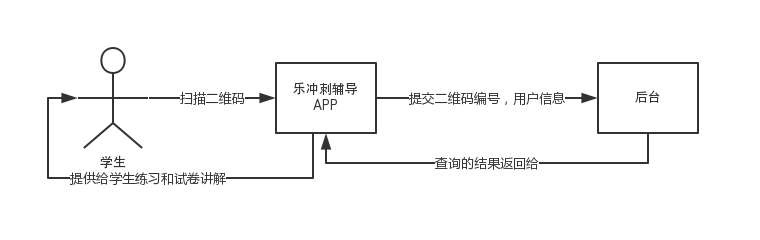 乐冲刺辅导
APP
扫描二维码
提交二维码编号，用户信息
后台
学生
查询的结果返回给
提供给学生练习和试卷讲解